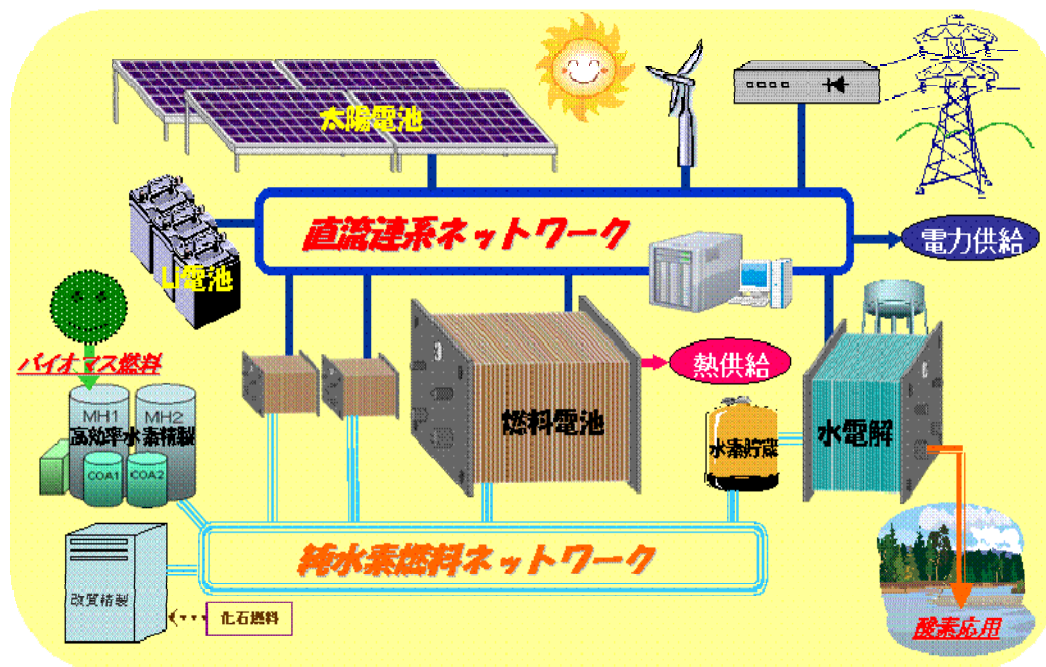 太陽電池
直流連系ネットワーク
電力供給
Li電池
バイオマス燃料
熱供給
MH1 MH2
高効率水素精製
COA1 COA2
燃料電池
水素貯蔵
水電解
純水素燃料ネットワーク
改質精製
化石燃料
酸素応用